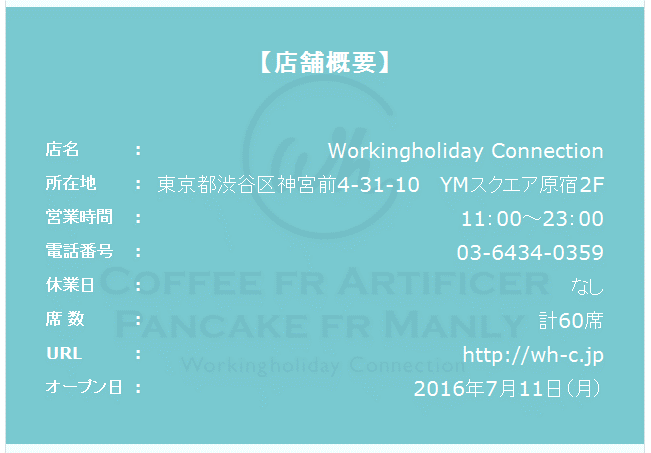 【店舗概要】
店名 : Workingholiday Connection
所在地 : 東京都渋谷区神宮前4-31-10 YMスクエア原宿2F
営業時間 : 11:00～23:00
電話番号 : 03-6434-0359
休業日 : なし
席 数 : 計60席
URL : http://wh-c.jp
オープン日 : 2016年7月11日(月)
wh
COFFEE FR ARTIFICER
PANCAKE FR MANLY
Workingholiday Connection